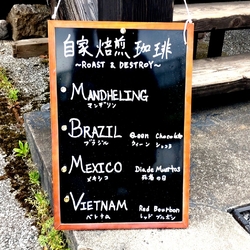 自家焙煎珈琲
~ROAST & DESTROY~
MANDHELING
マンデリン
BRAZIL Queen Chocolate
ブラジル クィーン ショコラ
MEXICO Dia de Muertos
メキシコ 死者の日
VIETNAM Red Bourbon
ベトナム レッド ブルボン